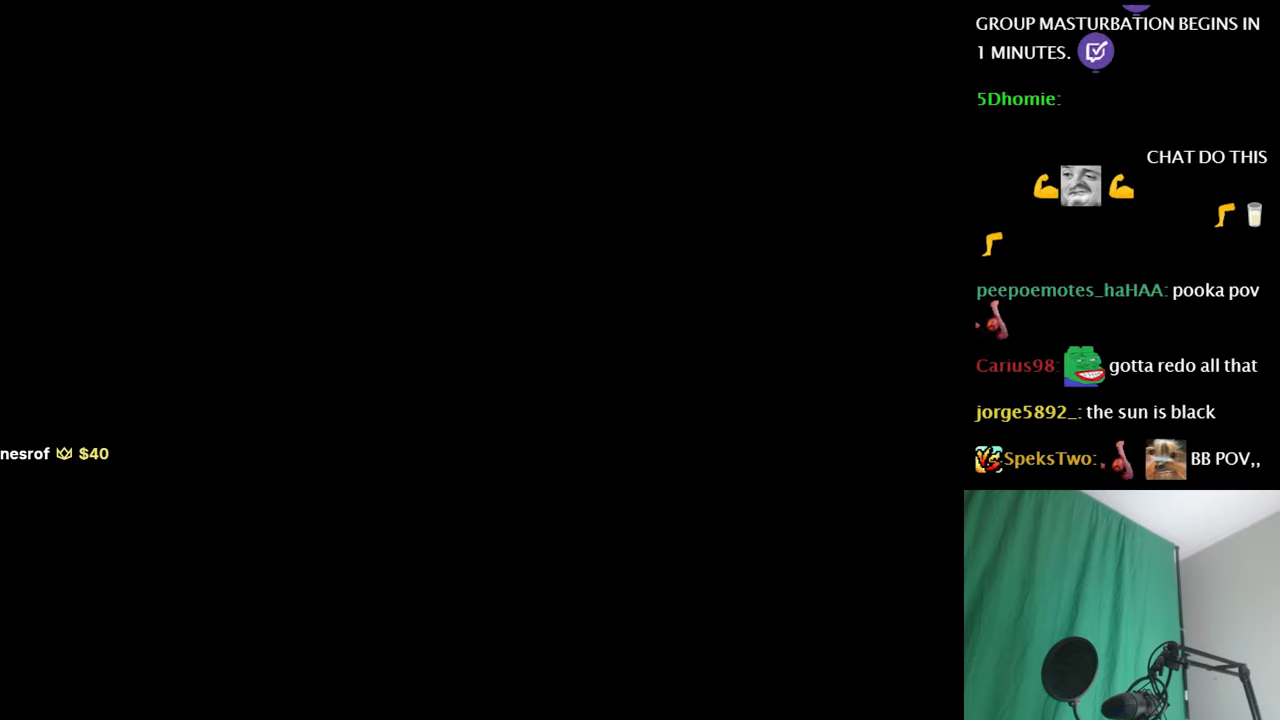 GROUP MASTURBATION BEGINS IN
1 MINUTES.
5Dhomie:
CHAT DO THIS
peepoemotes_haHAA: pooka pov
Carius98: gotta redo all that
jorge5892_: the sun is black
nesrof $40
SpeksTwo: BB POV,,